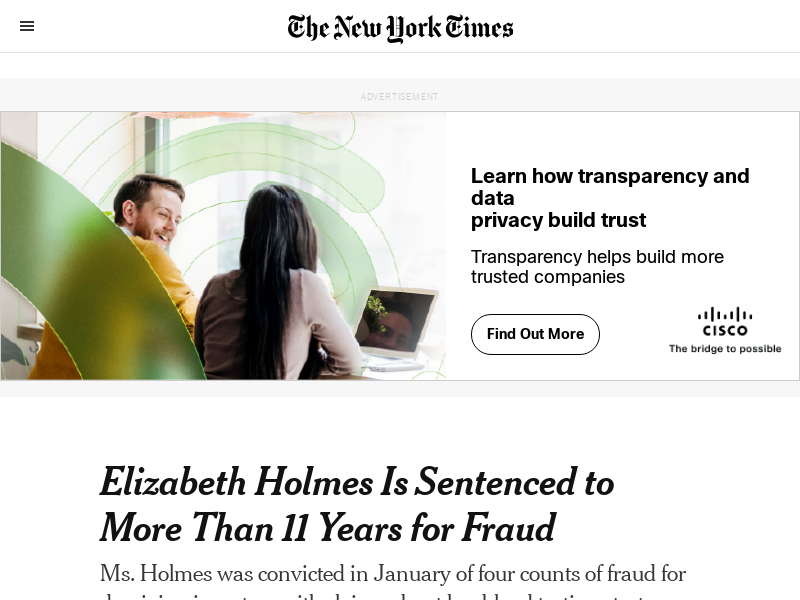 The New York Times
ADVERTISEMENT
Learn how transparency and
data
privacy build trust
Transparency helps build more
trusted companies
Find Out More
CISCO
The bridge to possible
Elizabeth Holmes Is Sentenced to
More Than 11 Years for Fraud
Ms. Holmes was convicted in January of four counts of fraud for